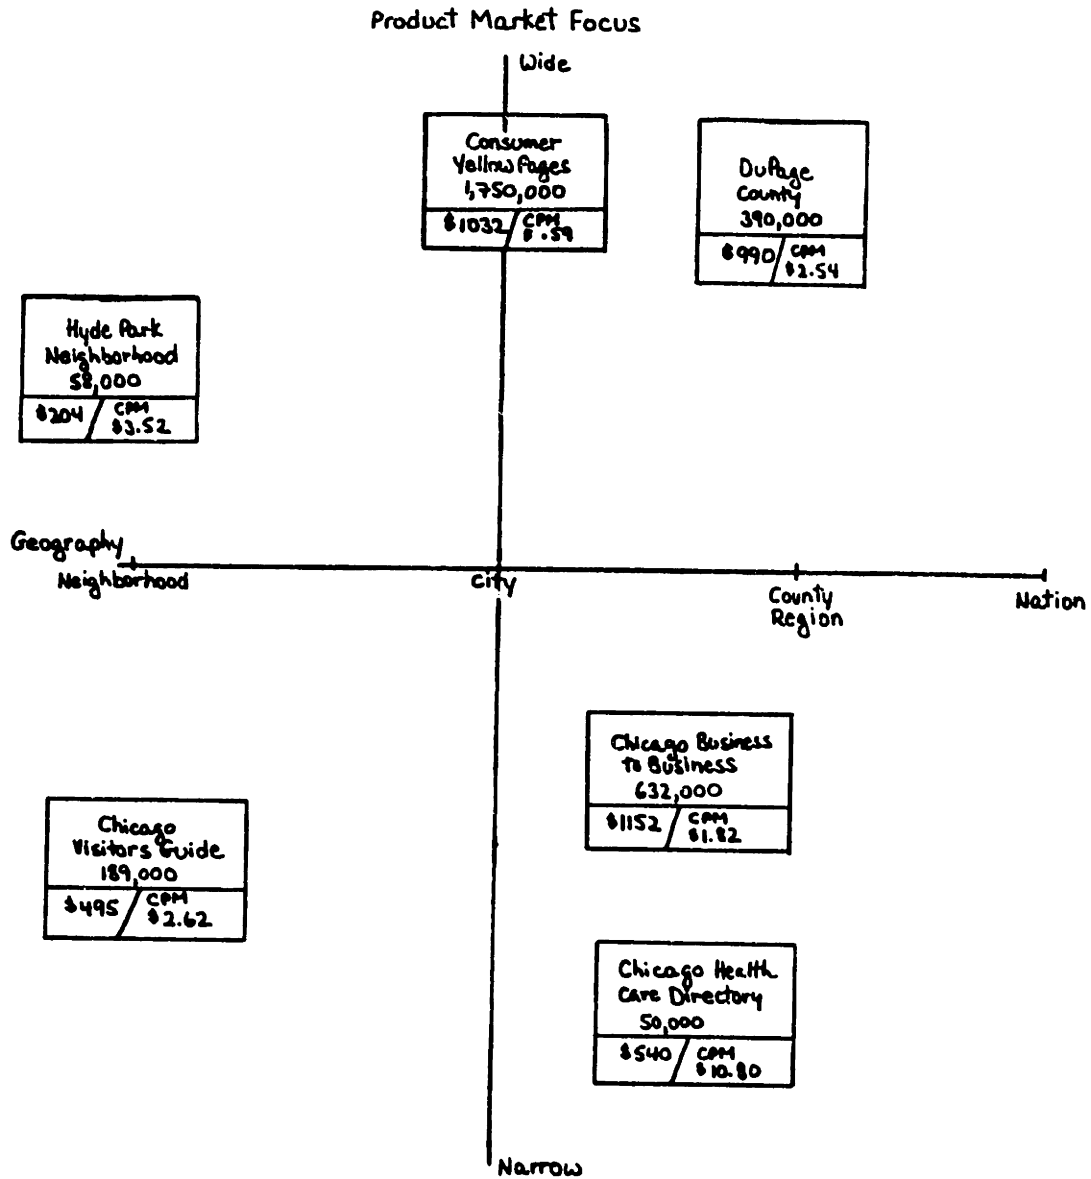 Product Market Focus
Wide
Consumer
Yellow Pages
1,750,000
$1032 / CPM
$.59
DuPage
County
390,000
$990 / CPM
$2.54
Hyde Park
Neighborhood
58,000
$204 / CPM
$3.52
Geography
Neighborhood
City
County
Region
Nation
Chicago Business
to Business
632,000
$1152 / CPM
$1.82
Chicago
Visitors Guide
189,000
$495 / CPM
$2.62
Chicago Health
Care Directory
50,000
$540 / CPM
$10.80
Narrow